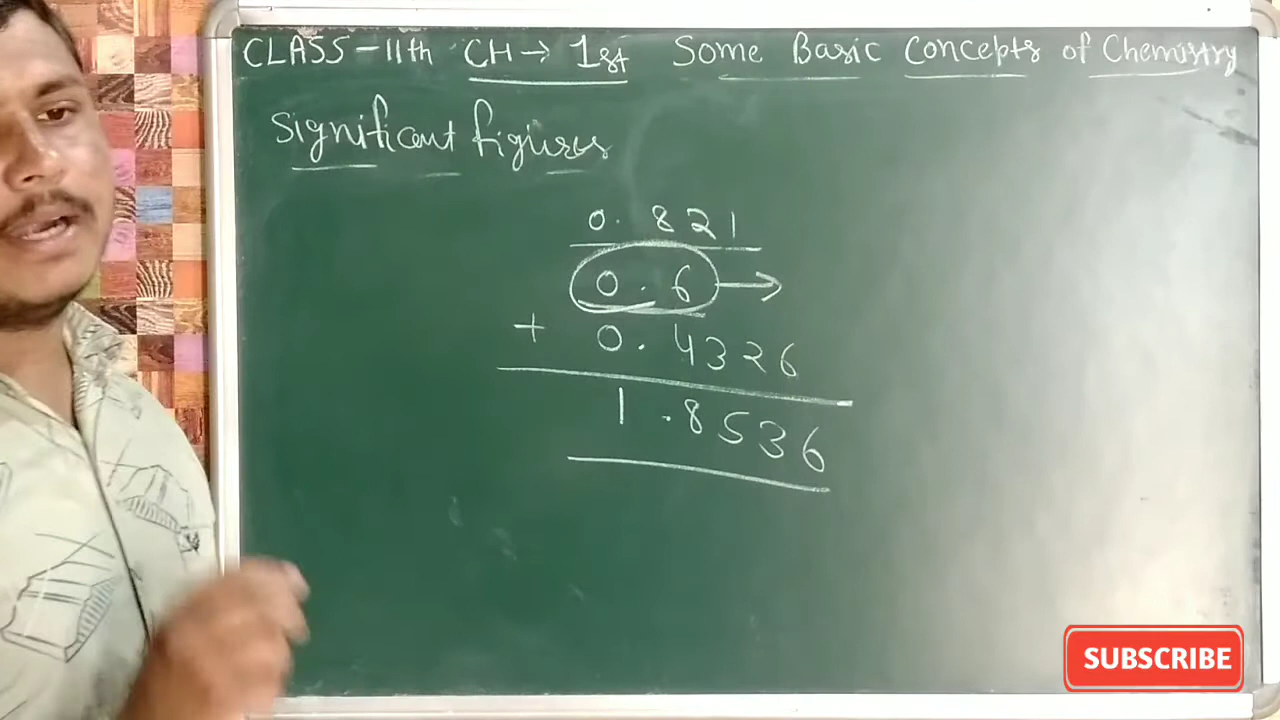 CLASS-11th CH→ 1st Some Basic Concepts of Chemistry
Significant figures
0.821
0.6 →
+ 0.4326
1.8536
SUBSCRIBE